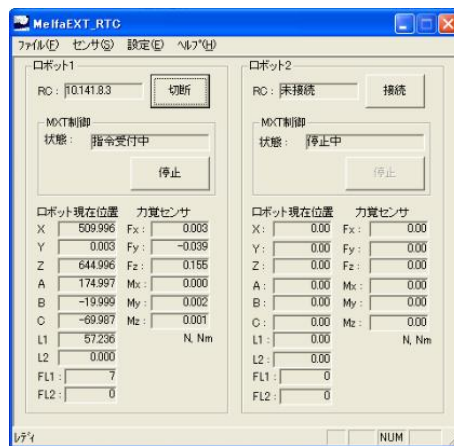 MelfaEXT_RTC
ファイル(F) センサ(S) 設定(E) ヘルプ(H)
ロボット1
RC: 10.141.8.3 切断
MXT制御
状態: 指令受付中
停止
ロボット現在位置 力覚センサ
X 509.996 Fx: 0.003
Y 0.003 Fy: -0.039
Z 644.996 Fz: 0.155
A 174.997 Mx: 0.000
B -19.999 My: 0.002
C -69.987 Mz: 0.001
L1 57.236 N, Nm
L2 0.000
FL1: 7
FL2: 0
ロボット2
RC: 未接続 接続
MXT制御
状態: 停止中
停止
ロボット現在位置 力覚センサ
X: 0.00 Fx: 0.00
Y: 0.00 Fy: 0.00
Z: 0.00 Fz: 0.00
A: 0.00 Mx: 0.00
B: 0.00 My: 0.00
C: 0.00 Mz: 0.00
L1: 0.00 N, Nm
L2: 0.00
FL1: 0
FL2: 0
レディ NUM